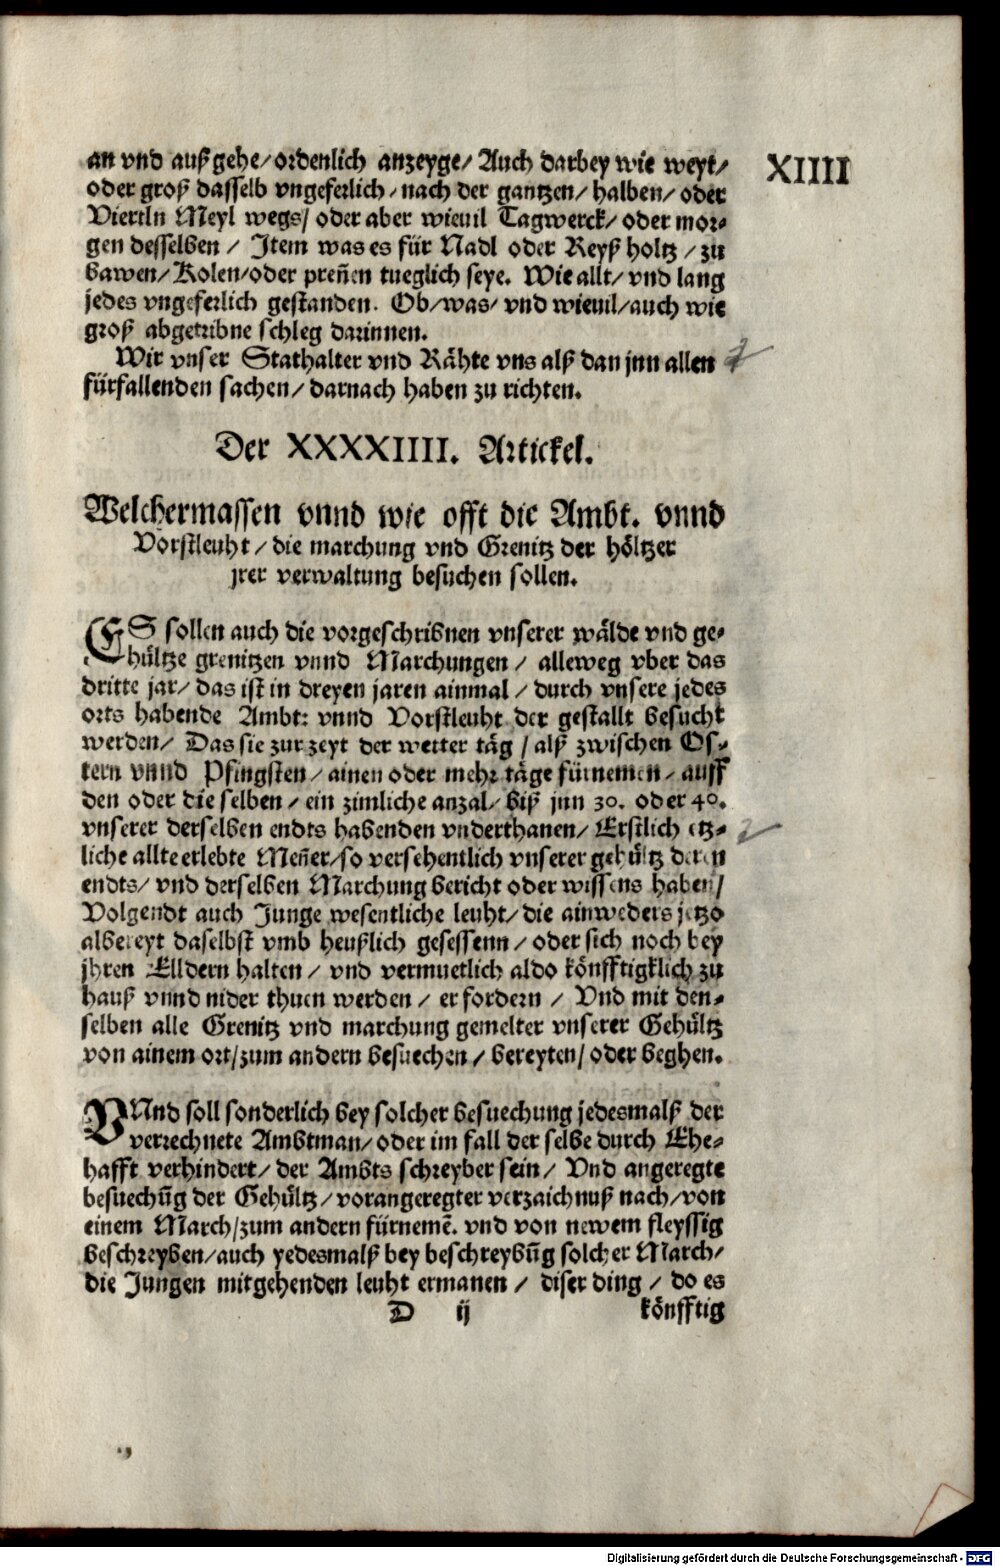 XIIII
an vnd außgehe/ordenlich anzeyge/ Auch darbey wie weyt/
oder groß dasselb vngeferlich/nach der gantzen/halben/oder
Viertln Meyl wegs/ oder aber wieuil Tagwerck/oder mor⸗
gen desselben / Item was es für Nadl oder Reyß holtz / zu
bawen/Kolen/oder preñen tueglich seye. Wie allt/ vnd lang
jedes vngeferlich gestanden. Ob/was/ vnd wieuil/auch wie
groß abgetribne schleg darinnen.
Wir vnser Stathalter vnd Rähte vns alß dan jnn allen
fürfallenden sachen/ darnach haben zu richten.
Der XXXXIIII. Artickel.
Welchermassen vnnd wie offt die Ambt. vnnd
Vorstleuht / die marchung vnd Grenitz der höltzer
jrer verwaltung besuchen sollen.
ES sollen auch die vorgeschribnen vnserer wälde vnd ge⸗
hültze grenitzen vnnd Marchungen / alleweg vber das
dritte jar/ das ist in dreyen jaren ainmal / durch vnsere jedes
orts habende Ambt: vnnd Vorstleuht der gestallt besucht
werden/ Das sie zur zeyt der wetter täg / alß zwischen Os⸗
tern vnnd Pfingsten / ainen oder mehr täge fürnemen / auff
den oder die selben / ein zimliche anzal/ biß jnn 30. oder 40.
vnserer derselben endts habenden vnderthanen/ Erstlich etz⸗
liche allte erlebte Meñer/so versehentlich vnserer gehültz deren
endts/ vnd derselben Marchung bericht oder wissens haben/
Volgendt auch Junge wesentliche leuht/ die ainweders jetzo
albereyt daselbst vmb heußlich gesessenn / oder sich noch bey
jhren Elldern halten / vnd vermuetlich aldo könfftigklich zu
hauß vnnd nider thuen werden / erfordern / Vnd mit den⸗
selben alle Grenitz vnd marchung gemelter vnserer Gehültz
von ainem ort/zum andern besuechen / bereyten/ oder beghen.
VNnd soll sonderlich bey solcher besuechung jedesmalß der
verrechnete Ambtman/ oder im fall der selbe durch Ehe⸗
hafft verhindert/ der Ambts schreyber sein / Vnd angeregte
besuechũg der Gehültz / vorangeregter verzaichnuß nach/von
einem March/zum andern fürnemẽ. vnd von newem fleyssig
beschreyben/auch yedesmalß bey beschreybũg solcher March/
die Jungen mitgehenden leuht ermanen / diser ding / do es
D ij könfftig
Digitalisierung gefördert durch die Deutsche Forschungsgemeinschaft - DFG